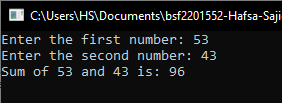 C:\Users\HS\Documents\bsf2201552-Hafsa-Saji
Enter the first number: 53
Enter the second number: 43
Sum of 53 and 43 is: 96